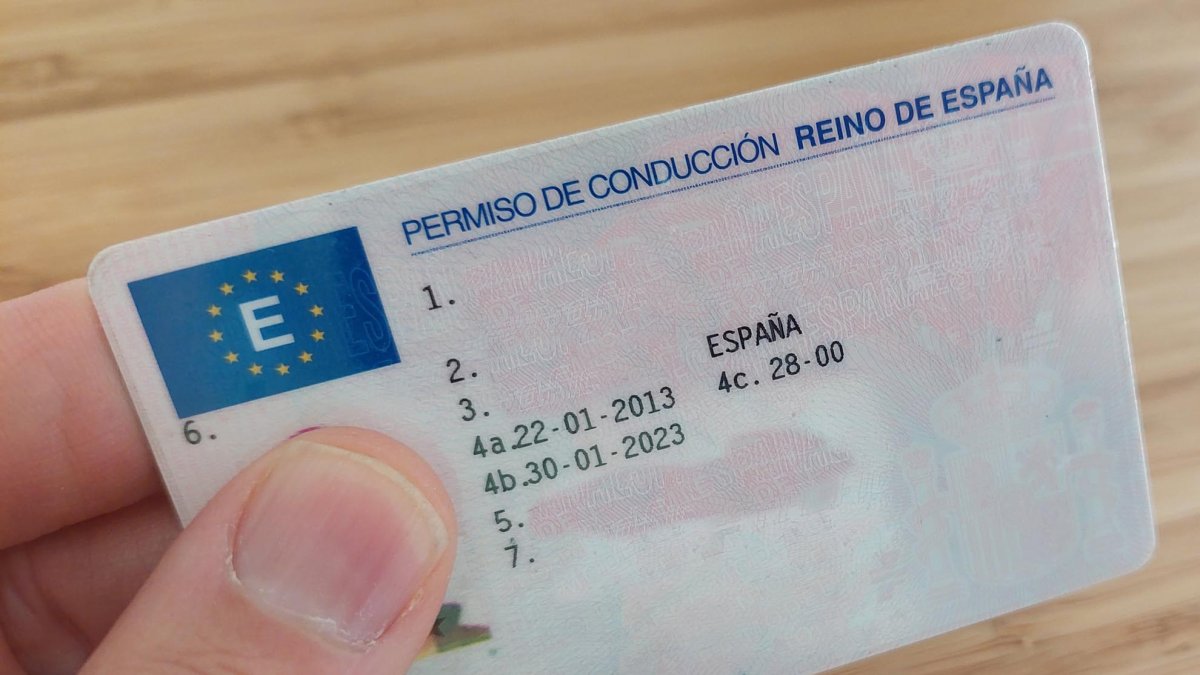 PERMISO DE CONDUCCIÓN REINO DE ESPAÑA
E
1.
2.
3. ESPAÑA
4a.22-01-2013 4c. 28-00
4b.30-01-2023
5.
6.
7.